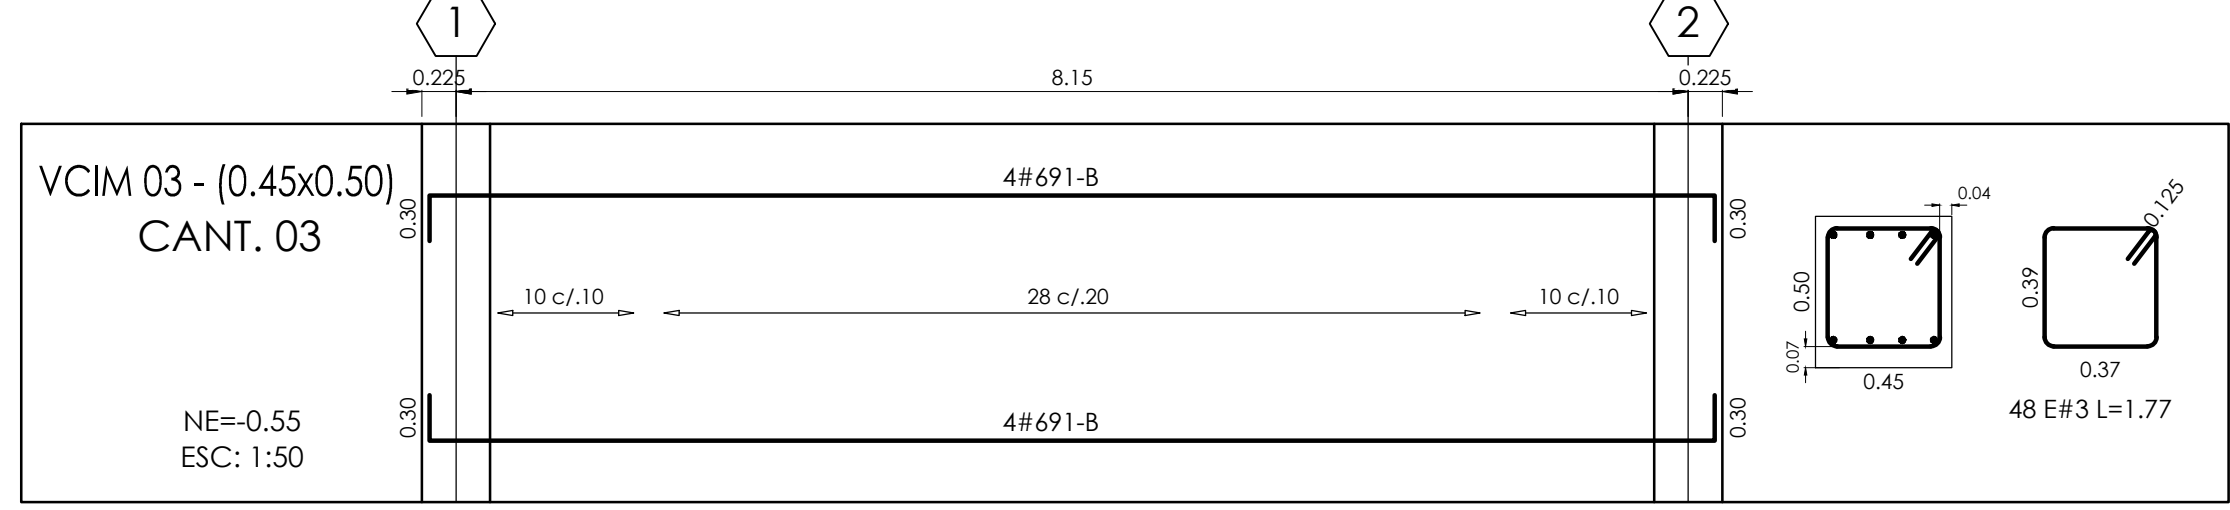 1
2
0.225
8.15
0.225
VCIM 03 - (0.45x0.50)
CANT. 03
4#691-B
0.30
0.30
0.04
0.125
10 c/.10
28 c/.20
10 c/.10
0.50
0.39
0.07
0.45
0.37
NE=-0.55
ESC: 1:50
0.30
4#691-B
0.30
48 E#3 L=1.77